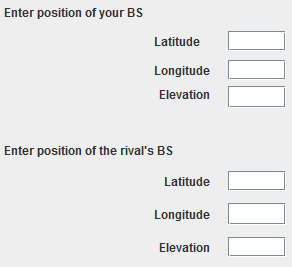 Enter position of your BS
Latitude
Longitude
Elevation
Enter position of the rival's BS
Latitude
Longitude
Elevation